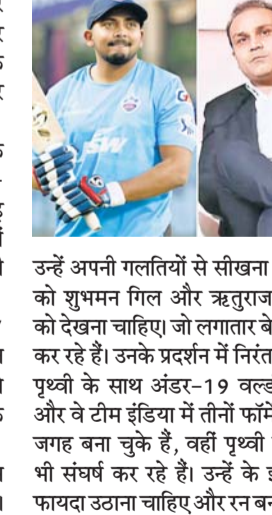 उन्हें अपनी गलतियों से सीखना
को शुभमन गिल और ऋतुराज
को देखना चाहिए। जो लगातार बे
कर रहे हैं। उनके प्रदर्शन में निरंत
पृथ्वी के साथ अंडर-19 वर्ल्ड
और वे टीम इंडिया में तीनों फॉर्मे
जगह बना चुके हैं, वहीं पृथ्वी
भी संघर्ष कर रहे हैं। उन्हें के इ
फायदा उठाना चाहिए और रन बन